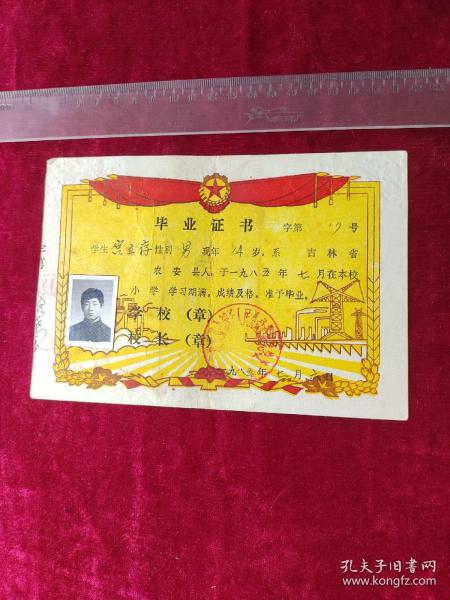 毕业证书
字第 19 号
学生 性别 男 现年 14 岁，系 吉林省
农安 县人，于一九八五年 七 月在本校
小学 学习期满，成绩及格，准予毕业。
学 校（章）
校 长（章）
一九八五年 七 月 日
孔夫子旧书网
www.kongfz.com